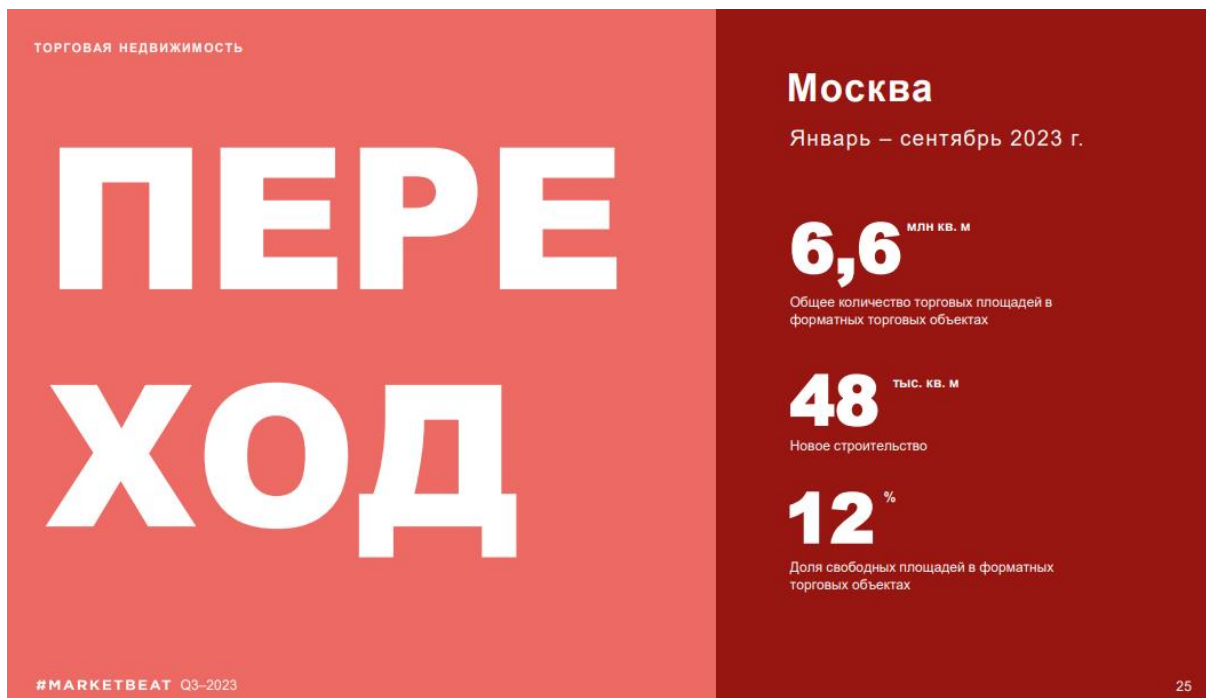 ТОРГОВАЯ НЕДВИЖИМОСТЬ
ПЕРЕ
ХОД
#MARKETBEAT Q3–2023
Москва
Январь – сентябрь 2023 г.
6,6 млн кв. м
Общее количество торговых площадей в
форматных торговых объектах
48 тыс. кв. м
Новое строительство
12 %
Доля свободных площадей в форматных
торговых объектах
25